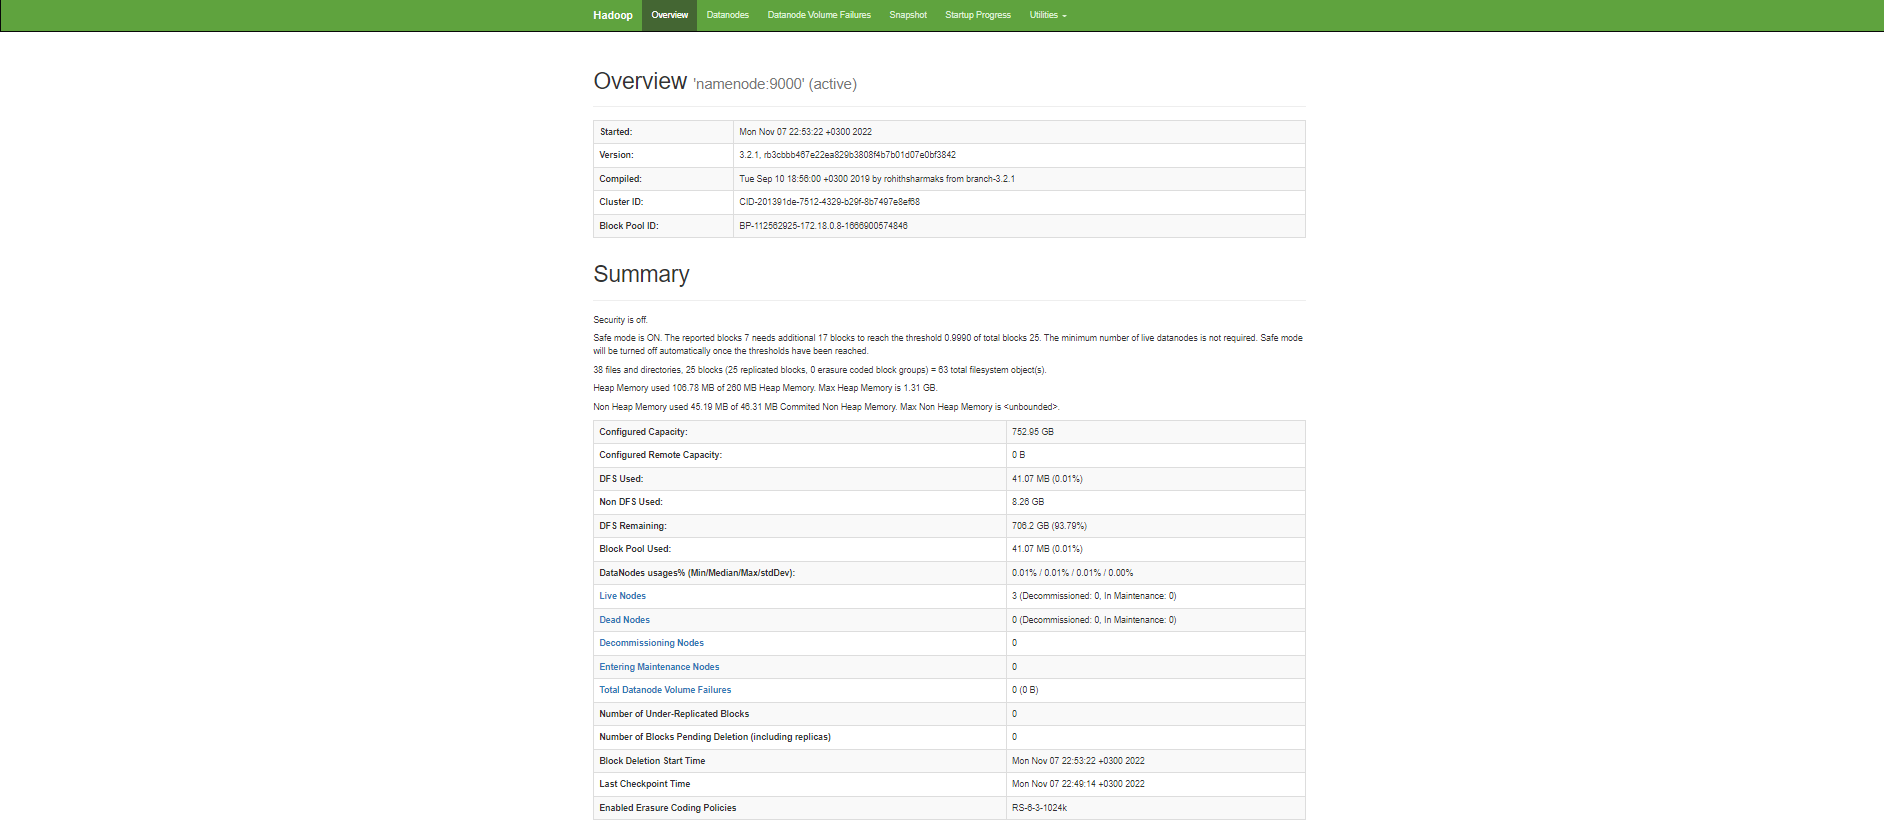 Hadoop Overview Datanodes Datanode Volume Failures Snapshot Startup Progress Utilities
Overview 'namenode:9000' (active)
Started: Mon Nov 07 22:53:22 +0300 2022
Version: 3.2.1, rb3cbbb467e22ea829b3808f4b7b01d07e0bf3842
Compiled: Tue Sep 10 18:56:00 +0300 2019 by rohithsharmaks from branch-3.2.1
Cluster ID: CID-201391de-7512-4329-b29f-8b7497e8ef68
Block Pool ID: BP-112562925-172.18.0.8-1666900574846
Summary
Security is off.
Safe mode is ON. The reported blocks 7 needs additional 17 blocks to reach the threshold 0.9990 of total blocks 25. The minimum number of live datanodes is not required. Safe mode
will be turned off automatically once the thresholds have been reached.
38 files and directories, 25 blocks (25 replicated blocks, 0 erasure coded block groups) = 63 total filesystem object(s).
Heap Memory used 106.78 MB of 260 MB Heap Memory. Max Heap Memory is 1.31 GB.
Non Heap Memory used 45.19 MB of 46.31 MB Commited Non Heap Memory. Max Non Heap Memory is <unbounded>.
Configured Capacity: 752.95 GB
Configured Remote Capacity: 0 B
DFS Used: 41.07 MB (0.01%)
Non DFS Used: 8.26 GB
DFS Remaining: 706.2 GB (93.79%)
Block Pool Used: 41.07 MB (0.01%)
DataNodes usages% (Min/Median/Max/stdDev): 0.01% / 0.01% / 0.01% / 0.00%
Live Nodes 3 (Decommissioned: 0, In Maintenance: 0)
Dead Nodes 0 (Decommissioned: 0, In Maintenance: 0)
Decommissioning Nodes 0
Entering Maintenance Nodes 0
Total Datanode Volume Failures 0 (0 B)
Number of Under-Replicated Blocks 0
Number of Blocks Pending Deletion (including replicas) 0
Block Deletion Start Time Mon Nov 07 22:53:22 +0300 2022
Last Checkpoint Time Mon Nov 07 22:49:14 +0300 2022
Enabled Erasure Coding Policies RS-6-3-1024k